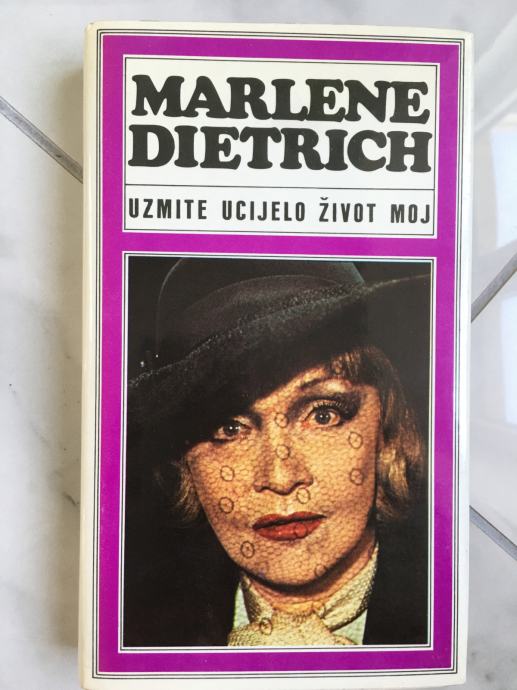 MARLENE
DIETRICH
UZMITE UCIJELO ŽIVOT MOJ